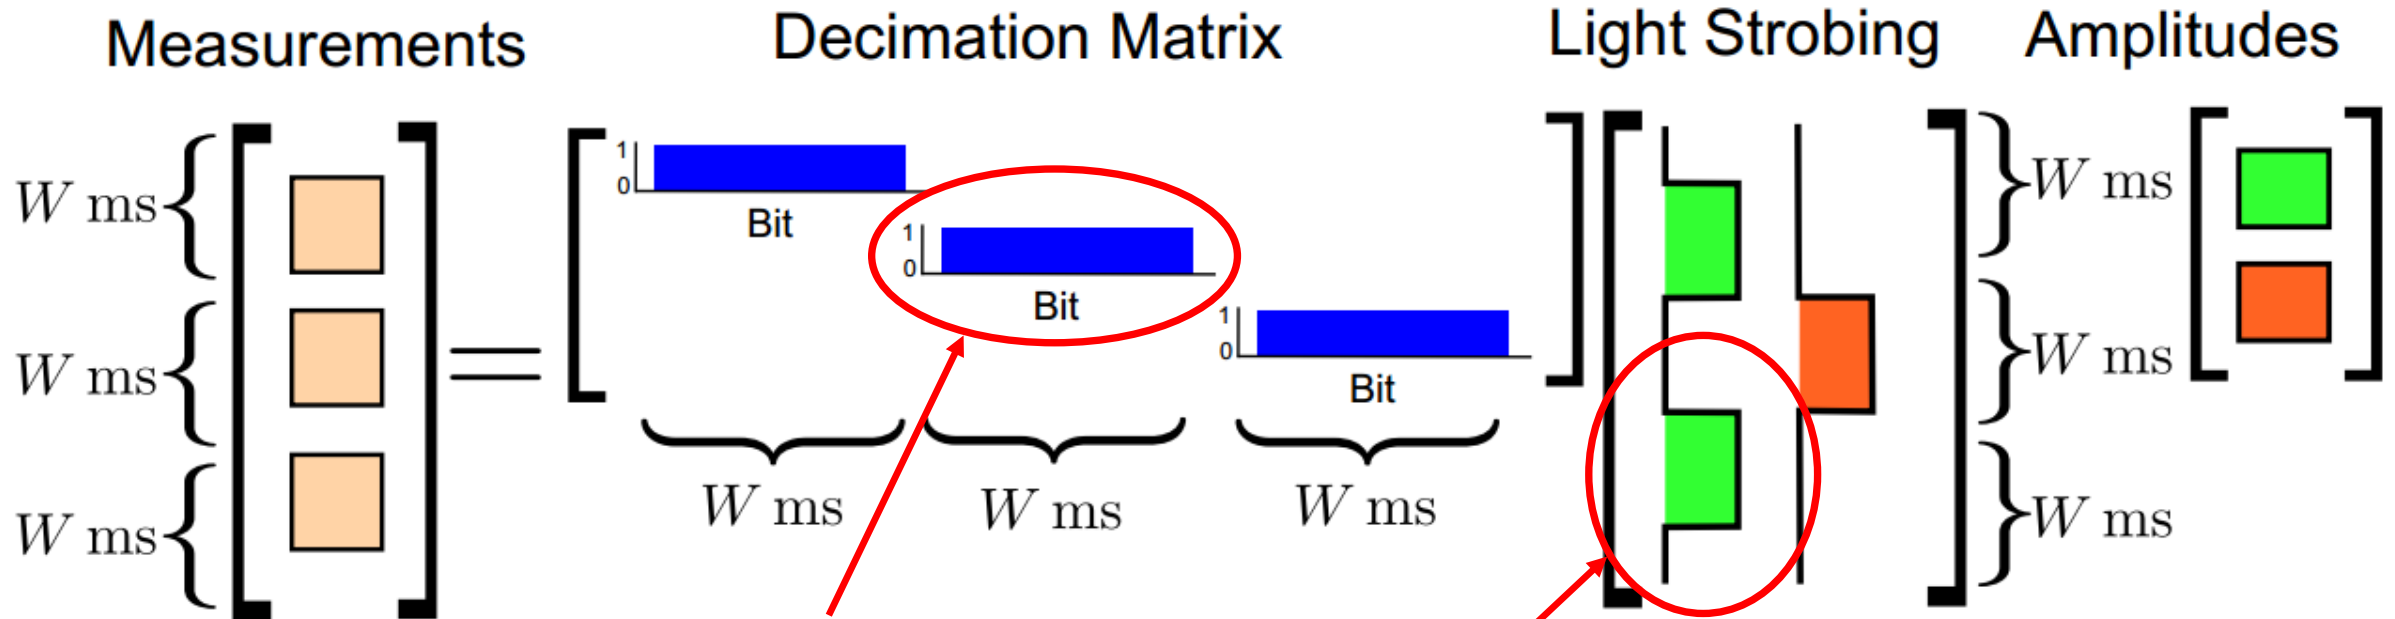 Measurements
Decimation Matrix
Light Strobing
Amplitudes
W ms
W ms
W ms
=
1
0
Bit
1
0
Bit
1
0
Bit
W ms
W ms
W ms
W ms
W ms
W ms